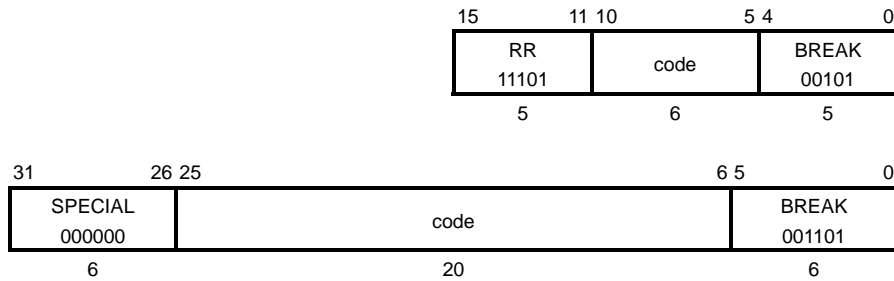 15 11 10 5 4 0
RR code BREAK
11101 00101
5 6 5
31 26 25 6 5 0
SPECIAL code BREAK
000000 001101
6 20 6